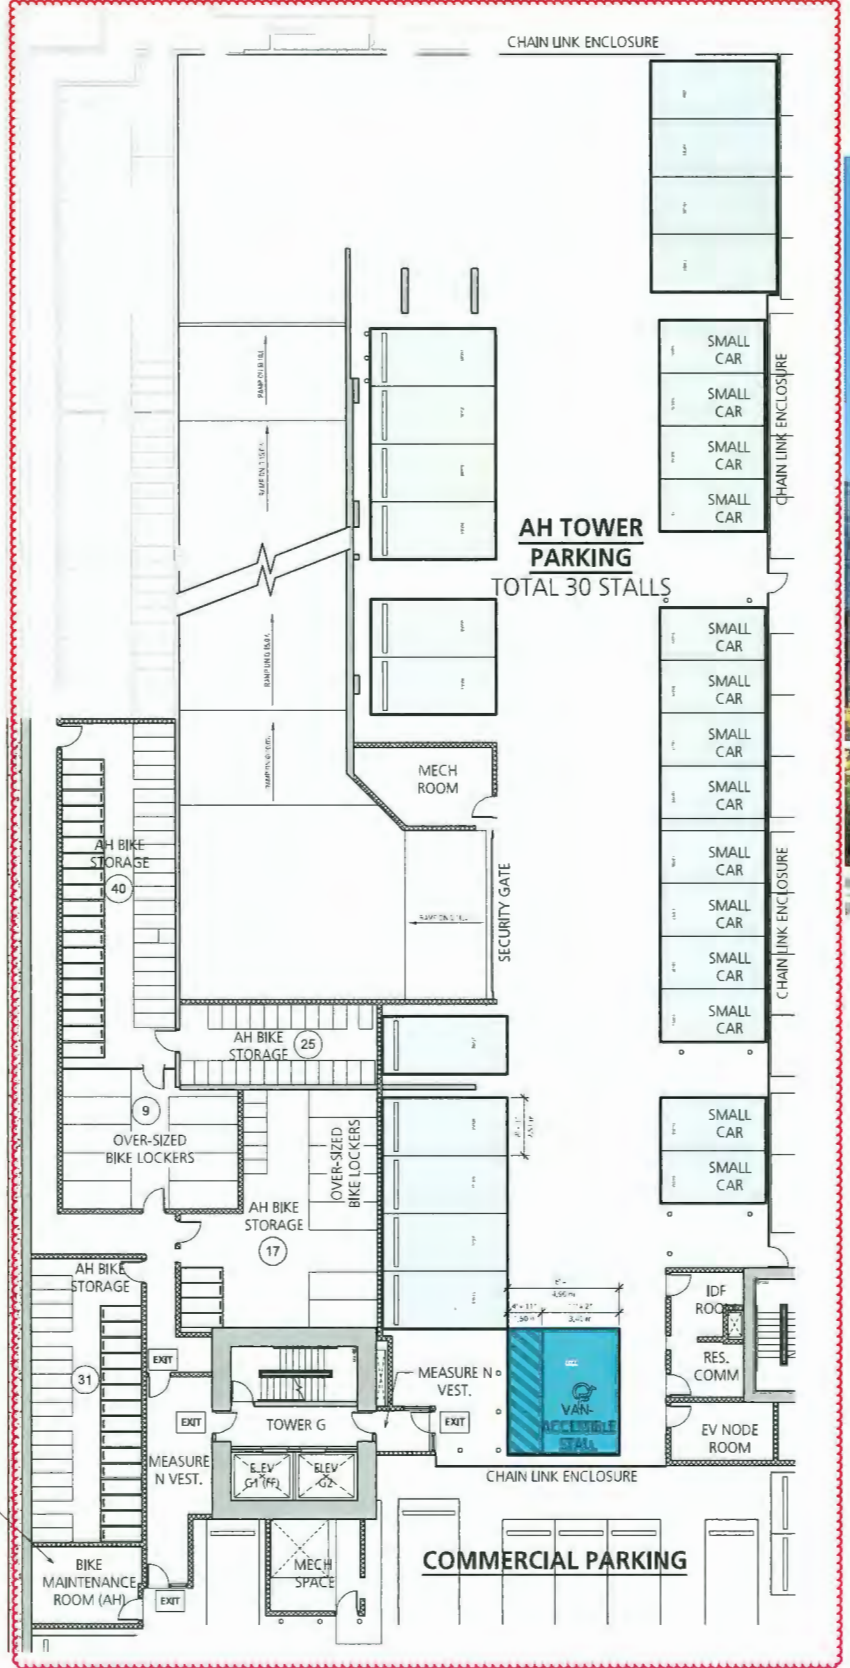 CHAIN LINK ENCLOSURE
SMALL
CAR
SMALL
CAR
SMALL
CAR
SMALL
CAR
CHAIN LINK ENCLOSURE
AH TOWER
PARKING
TOTAL 30 STALLS
SMALL
CAR
SMALL
CAR
SMALL
CAR
SMALL
CAR
SMALL
CAR
SMALL
CAR
SMALL
CAR
SMALL
CAR
CHAIN LINK ENCLOSURE
MECH
ROOM
SECURITY GATE
AH BIKE
STORAGE
40
AH BIKE
STORAGE
25
9
OVER-SIZED
BIKE LOCKERS
OVER-SIZED
BIKE LOCKERS
AH BIKE
STORAGE
17
SMALL
CAR
SMALL
CAR
AH BIKE
STORAGE
31
EXIT
EXIT
TOWER G
MEASURE N
VEST.
EXIT
VAN-
ACCESSIBLE
STALL
IDF
ROOM
RES.
COMM
EV NODE
ROOM
MEASURE
N VEST.
ELEV
G1 (FF)
ELEV
G2
CHAIN LINK ENCLOSURE
COMMERCIAL PARKING
MECH
SPACE
BIKE
MAINTENANCE
ROOM (AH)
EXIT